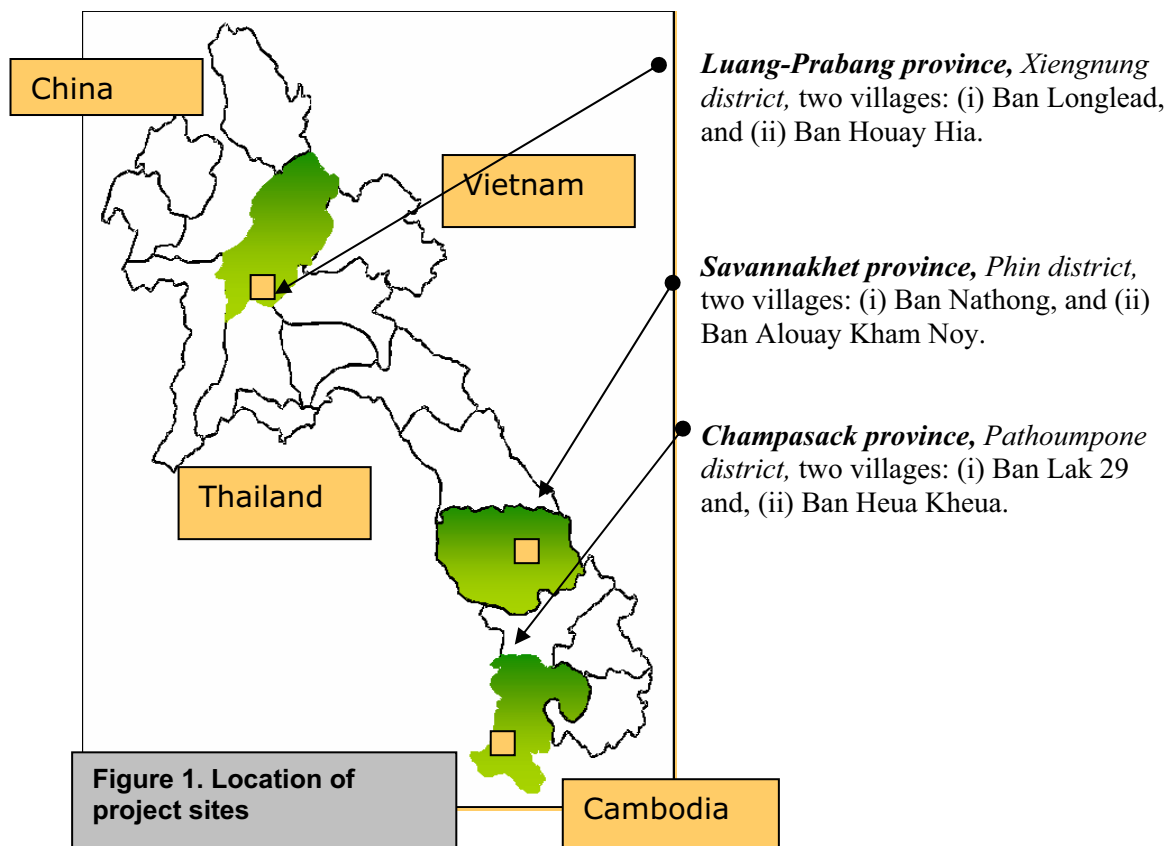 China
Vietnam
Thailand
Cambodia
Figure 1. Location of
project sites
Luang-Prabang province, Xiengnung
district, two villages: (i) Ban Longlead,
and (ii) Ban Houay Hia.
Savannakhet province, Phin district,
two villages: (i) Ban Nathong, and (ii)
Ban Alouay Kham Noy.
Champasack province, Pathoumpone
district, two villages: (i) Ban Lak 29
and, (ii) Ban Heua Kheua.